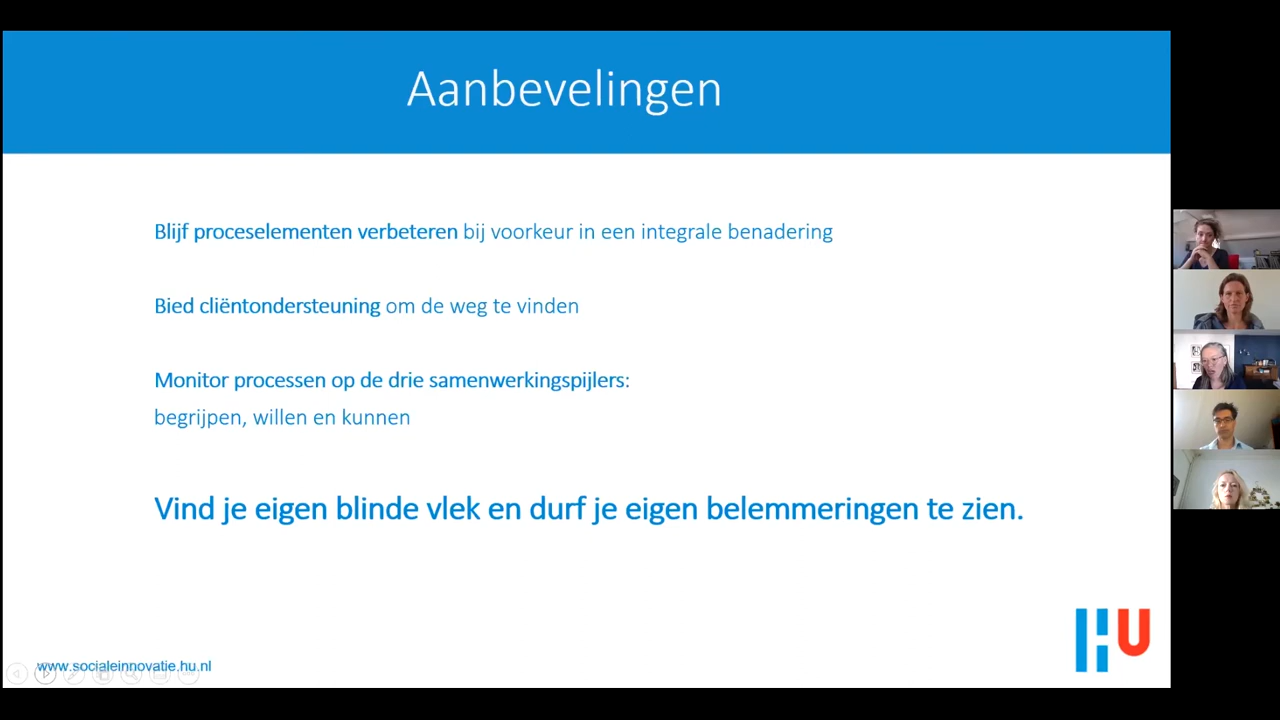 Aanbevelingen
Blijf proceselementen verbeteren bij voorkeur in een integrale benadering
Bied cliëntondersteuning om de weg te vinden
Monitor processen op de drie samenwerkingspijlers:
begrijpen, willen en kunnen
Vind je eigen blinde vlek en durf je eigen belemmeringen te zien.
HU
www.socialeinnovatie.hu.nl